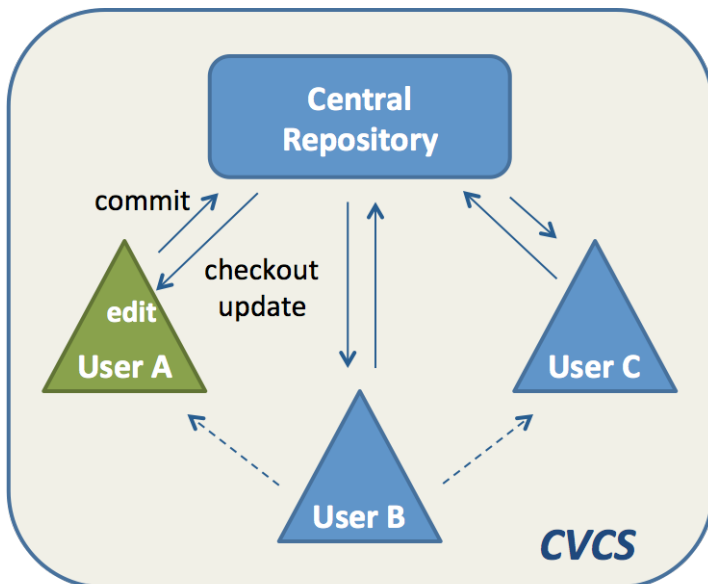 Central
Repository
commit
checkout
update
edit
User A
User C
User B
CVCS